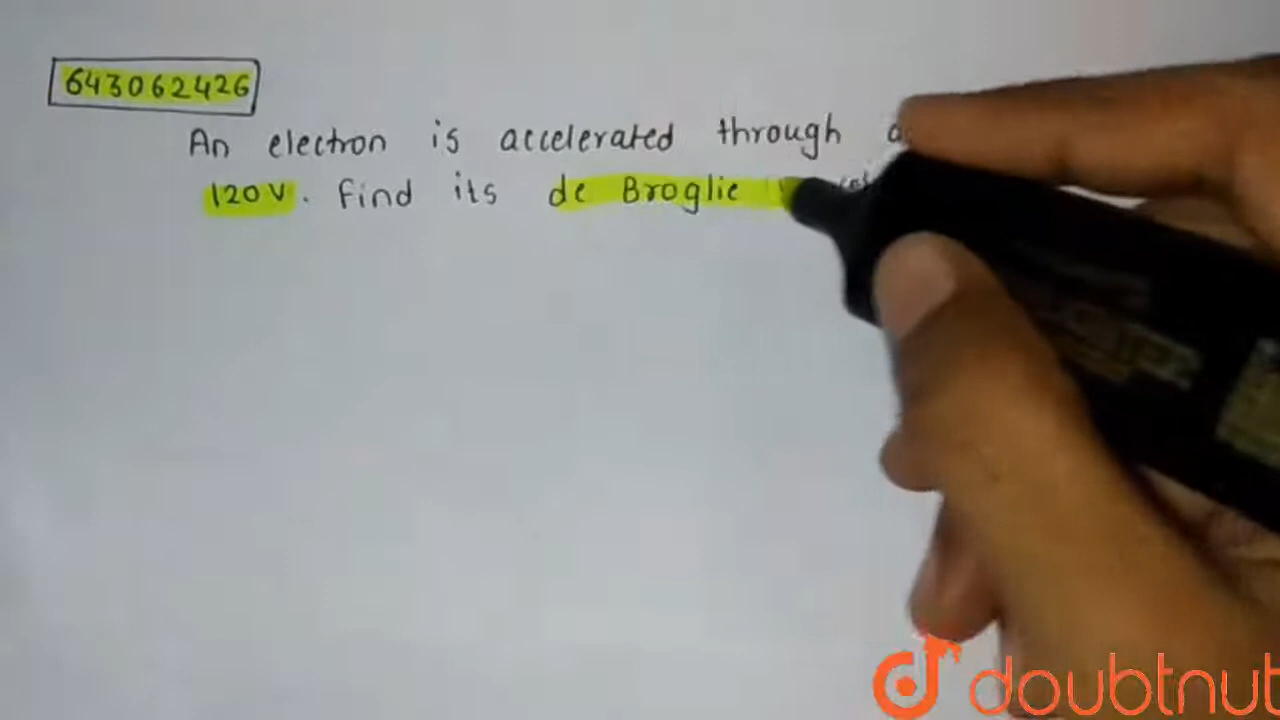 643062426
An electron is accelerated through
120V. Find its de Broglie
doubtnut